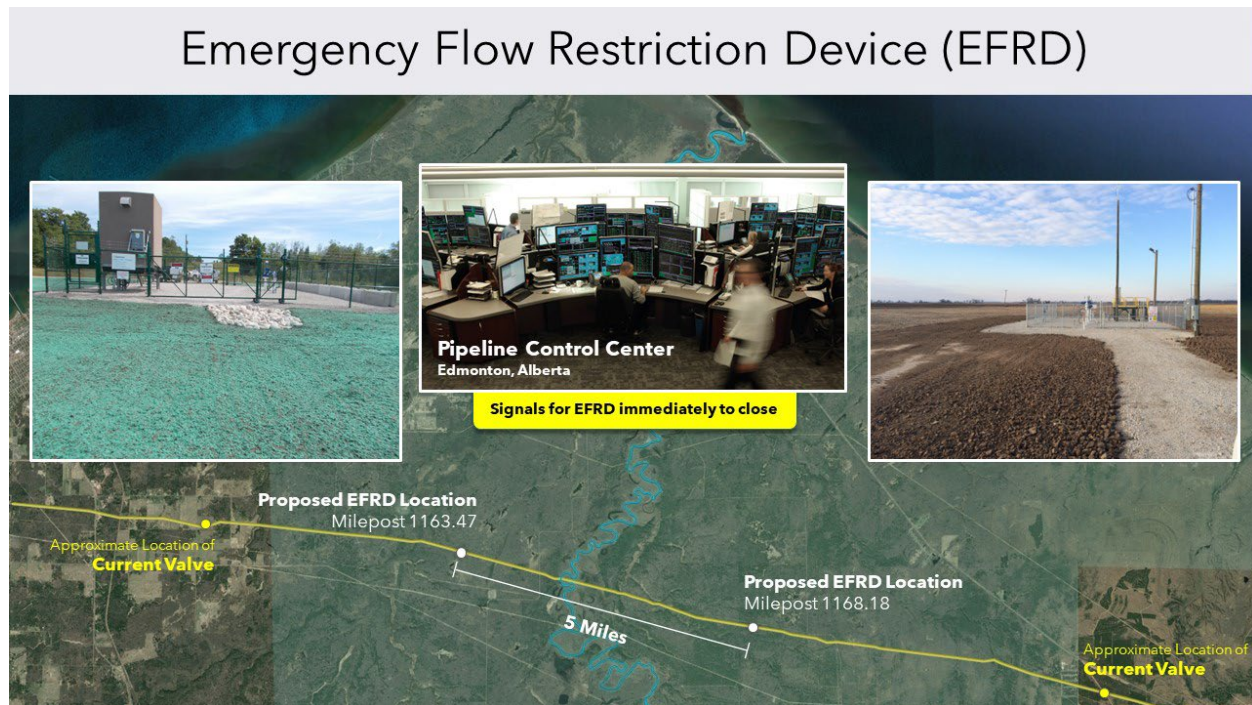 Emergency Flow Restriction Device (EFRD)
Pipeline Control Center
Edmonton, Alberta
Signals for EFRD immediately to close
Proposed EFRD Location
Milepost 1163.47
Approximate Location of
Current Valve
5 Miles
Proposed EFRD Location
Milepost 1168.18
Approximate Location of
Current Valve